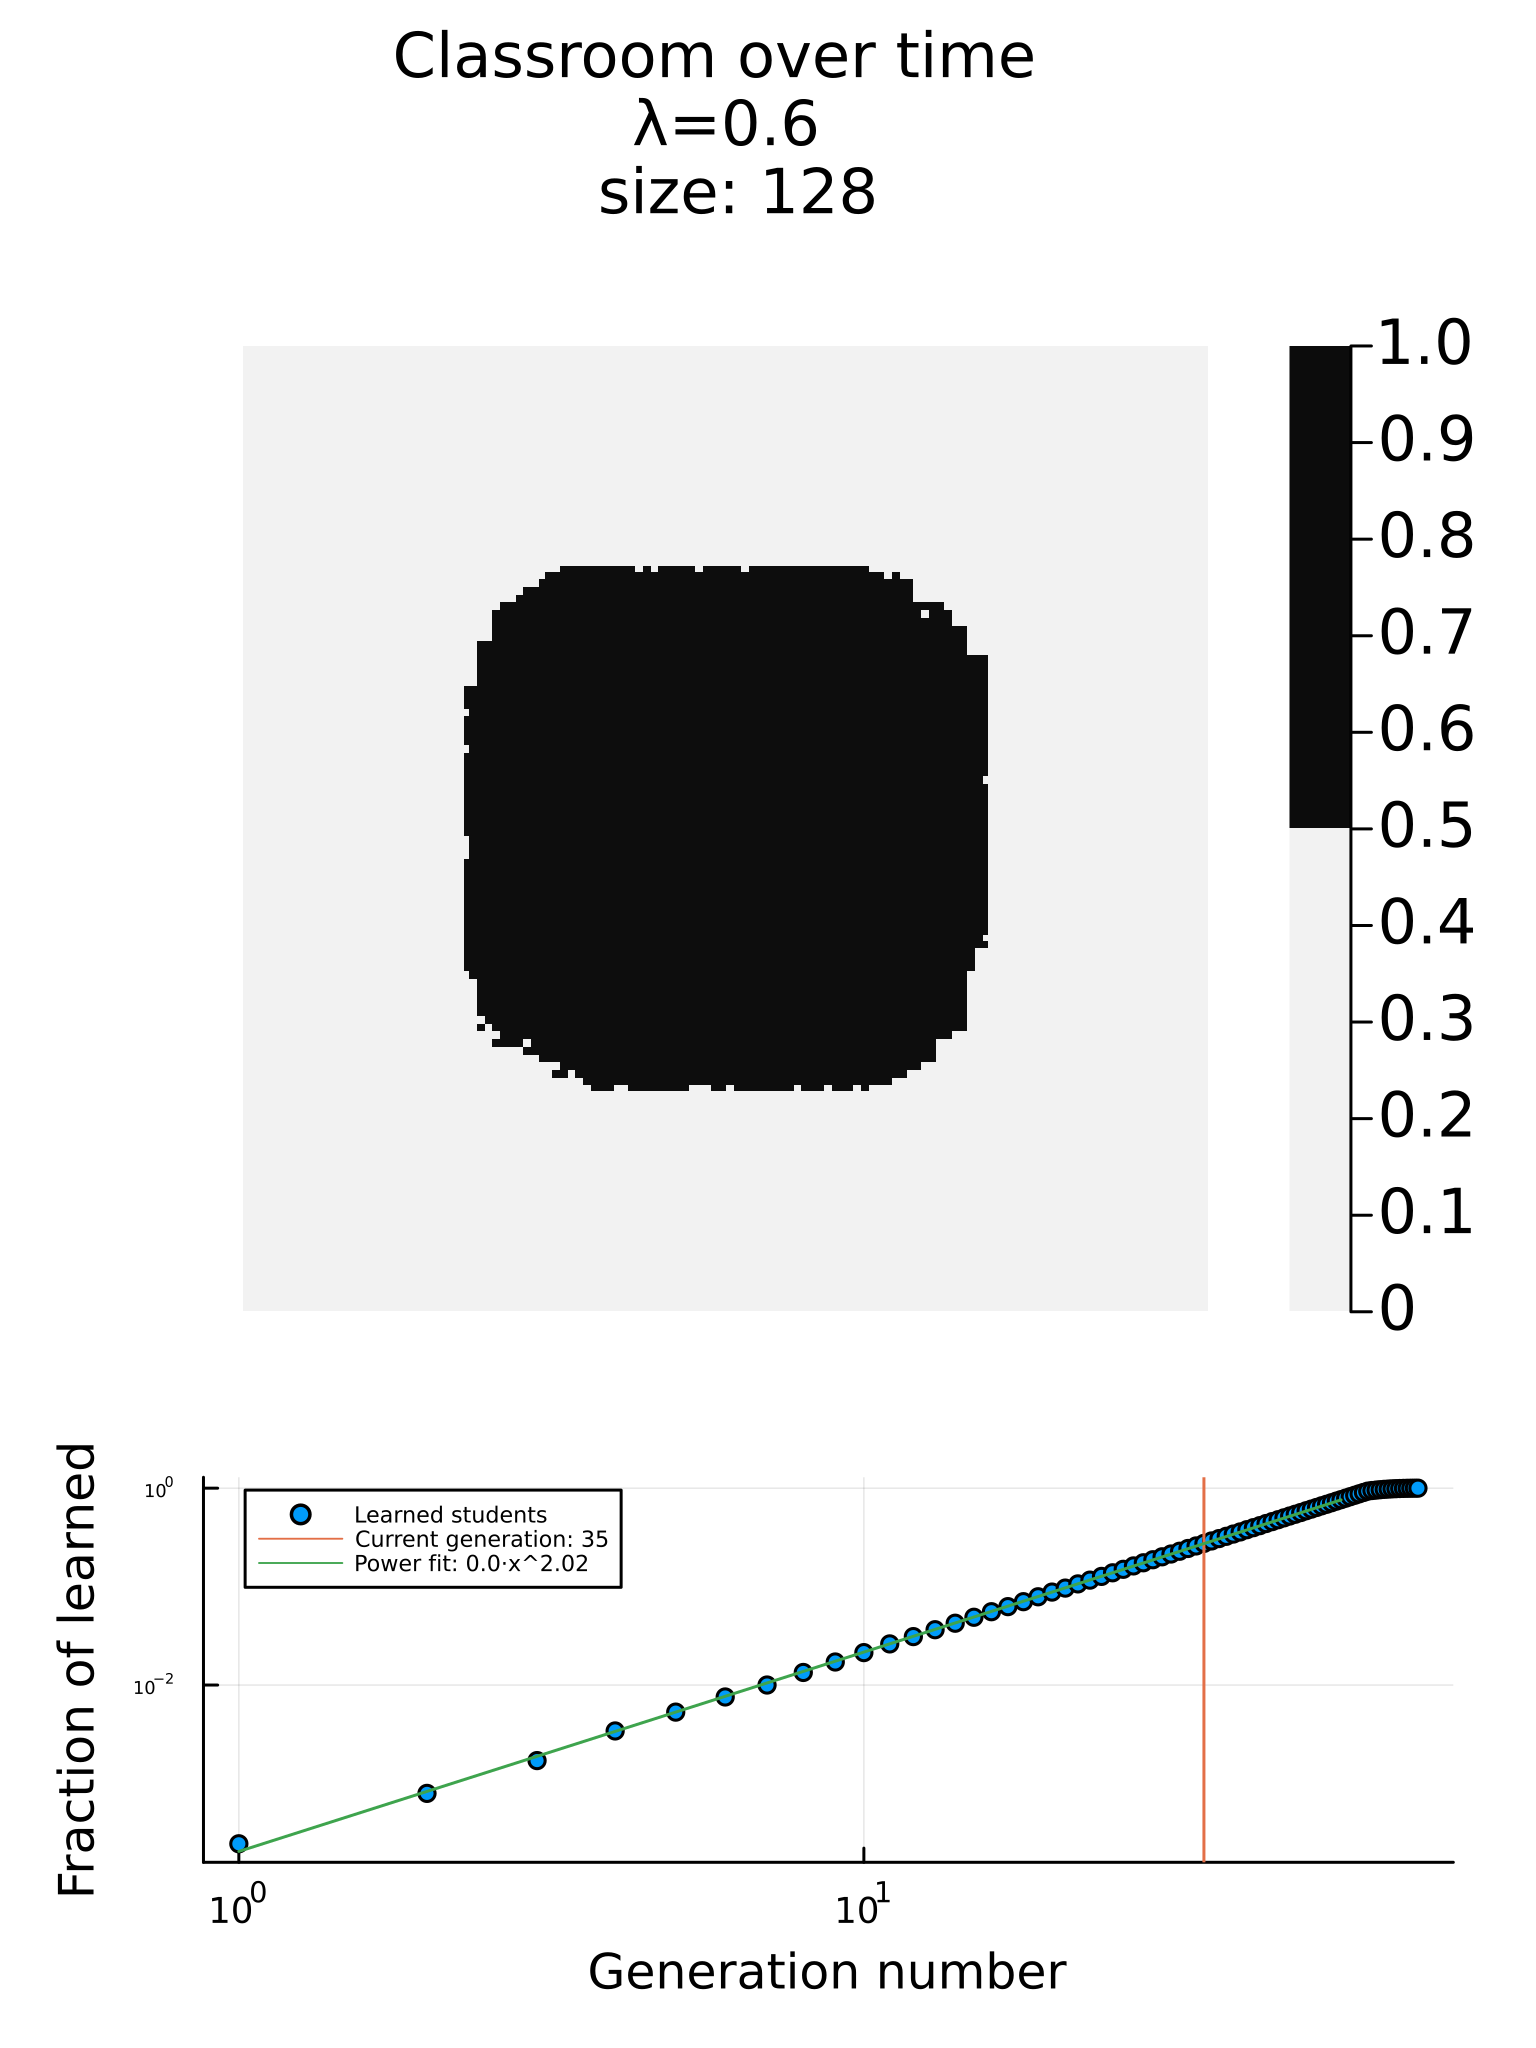 Classroom over time
λ=0.6
size: 128
1.0
0.9
0.8
0.7
0.6
0.5
0.4
0.3
0.2
0.1
0
Fraction of learned
10^0
10^-2
Learned students
Current generation: 35
Power fit: 0.0·x^2.02
10^0
10^1
Generation number